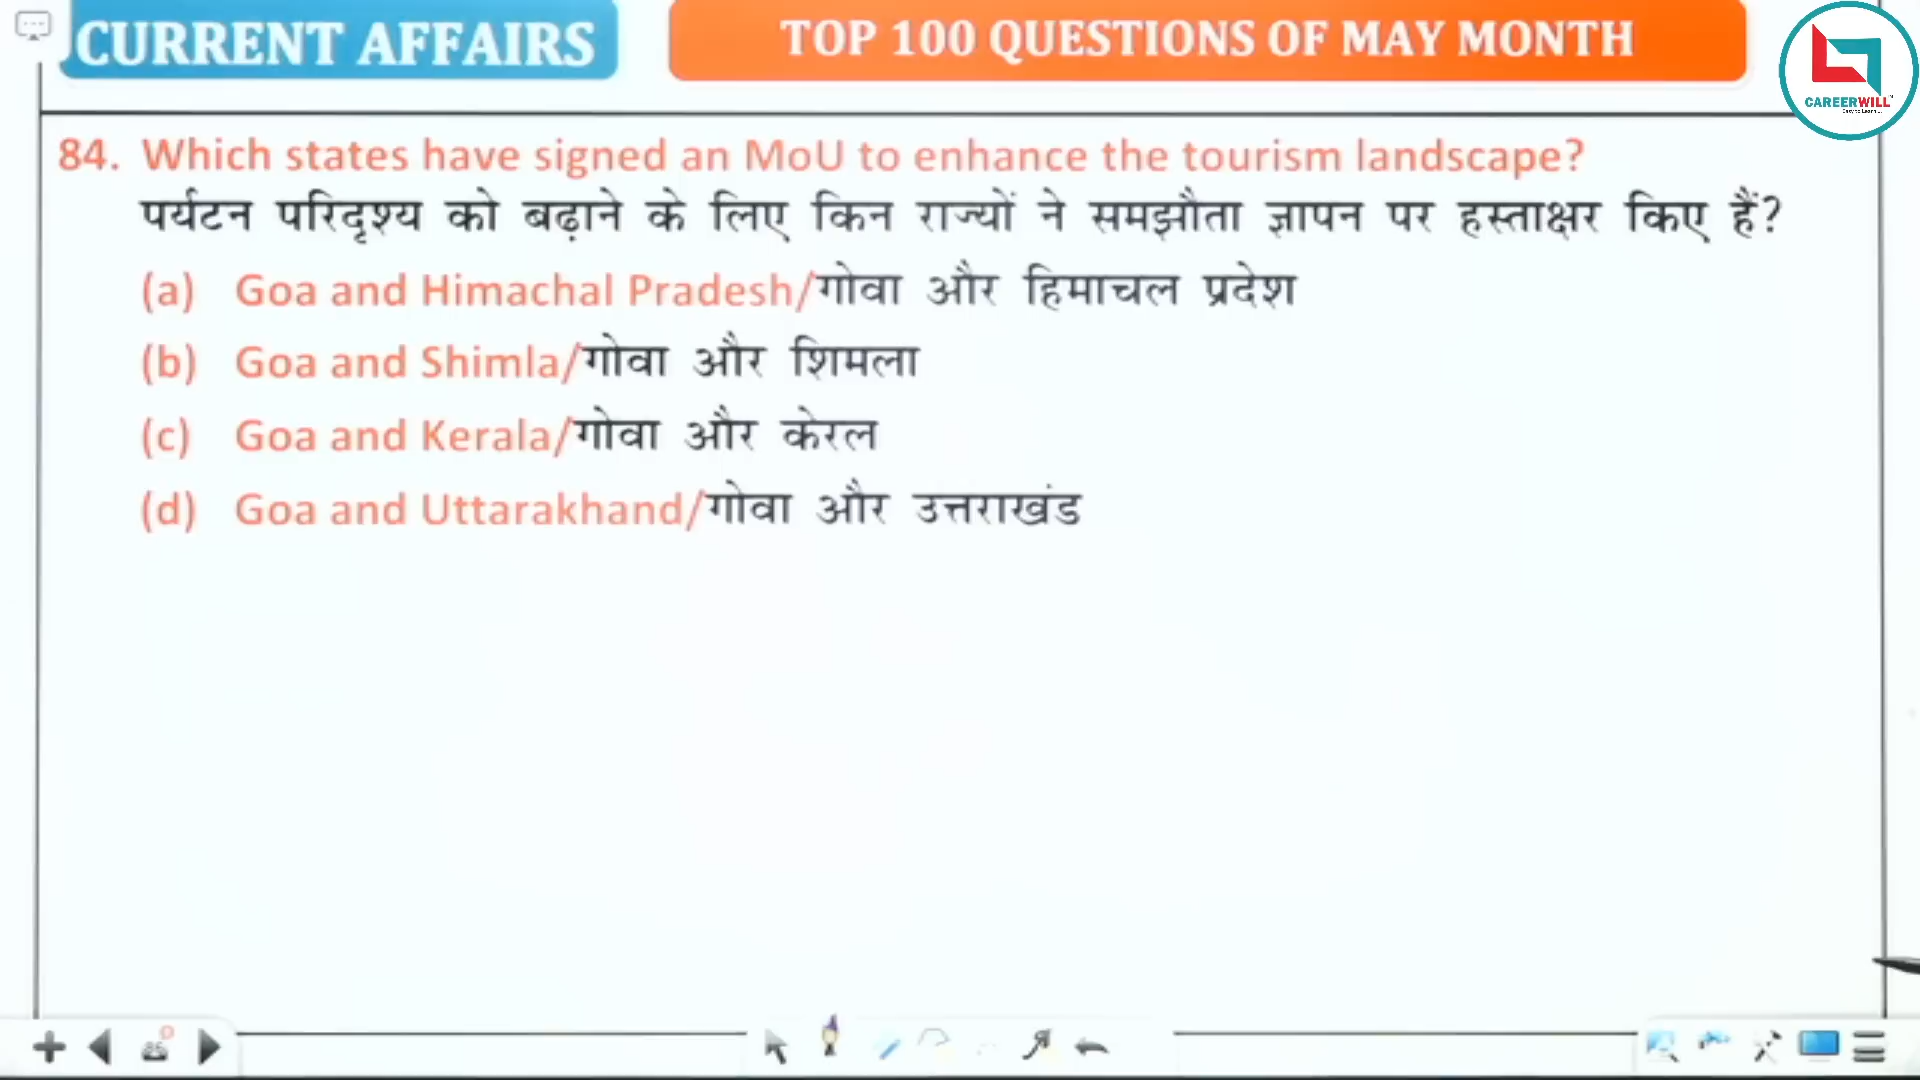 CURRENT AFFAIRS
TOP 100 QUESTIONS OF MAY MONTH
CAREERWILL
84. Which states have signed an MoU to enhance the tourism landscape?
पर्यटन परिदृश्य को बढ़ाने के लिए किन राज्यों ने समझौता ज्ञापन पर हस्ताक्षर किए हैं?
(a) Goa and Himachal Pradesh/गोवा और हिमाचल प्रदेश
(b) Goa and Shimla/गोवा और शिमला
(c) Goa and Kerala/गोवा और केरल
(d) Goa and Uttarakhand/गोवा और उत्तराखंड